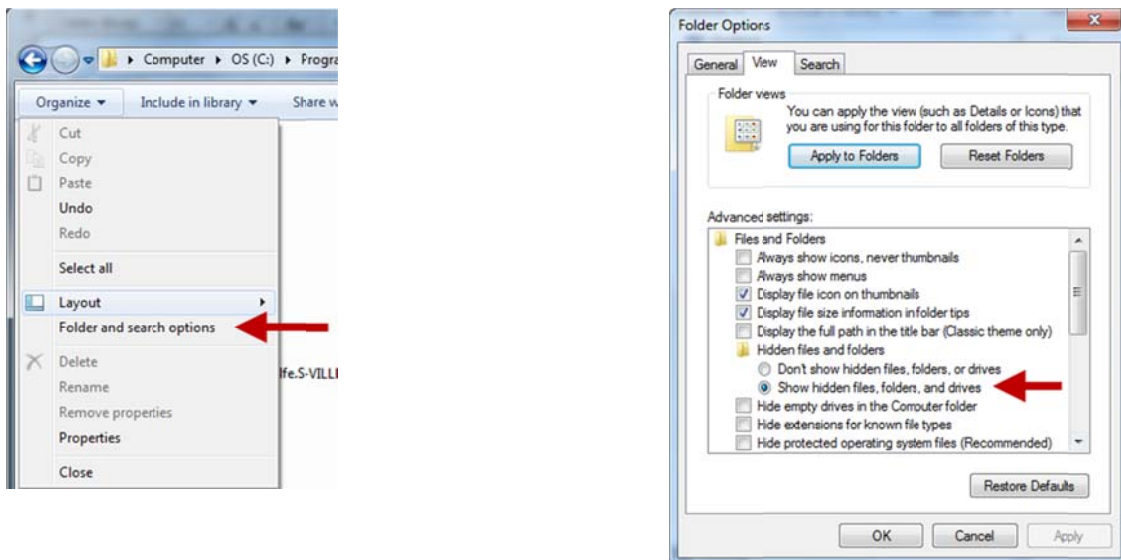 Computer ▸ OS (C:) ▸ Progra
Organize ▾ Include in library ▾ Share w
Cut
Copy
Paste
Undo
Redo
Select all
Layout
Folder and search options
Delete
Rename
Remove properties
Properties
Close
lfe.S-VILL
Folder Options
General View Search
Folder views
You can apply the view (such as Details or Icons) that
you are using for this folder to all folders of this type.
Apply to Folders Reset Folders
Advanced settings:
Files and Folders
Always show icons, never thumbnails
Always show menus
Display file icon on thumbnails
Display file size information in folder tips
Display the full path in the title bar (Classic theme only)
Hidden files and folders
Don't show hidden files, folders, or drives
Show hidden files, folders, and drives
Hide empty drives in the Computer folder
Hide extensions for known file types
Hide protected operating system files (Recommended)
Restore Defaults
OK Cancel Apply